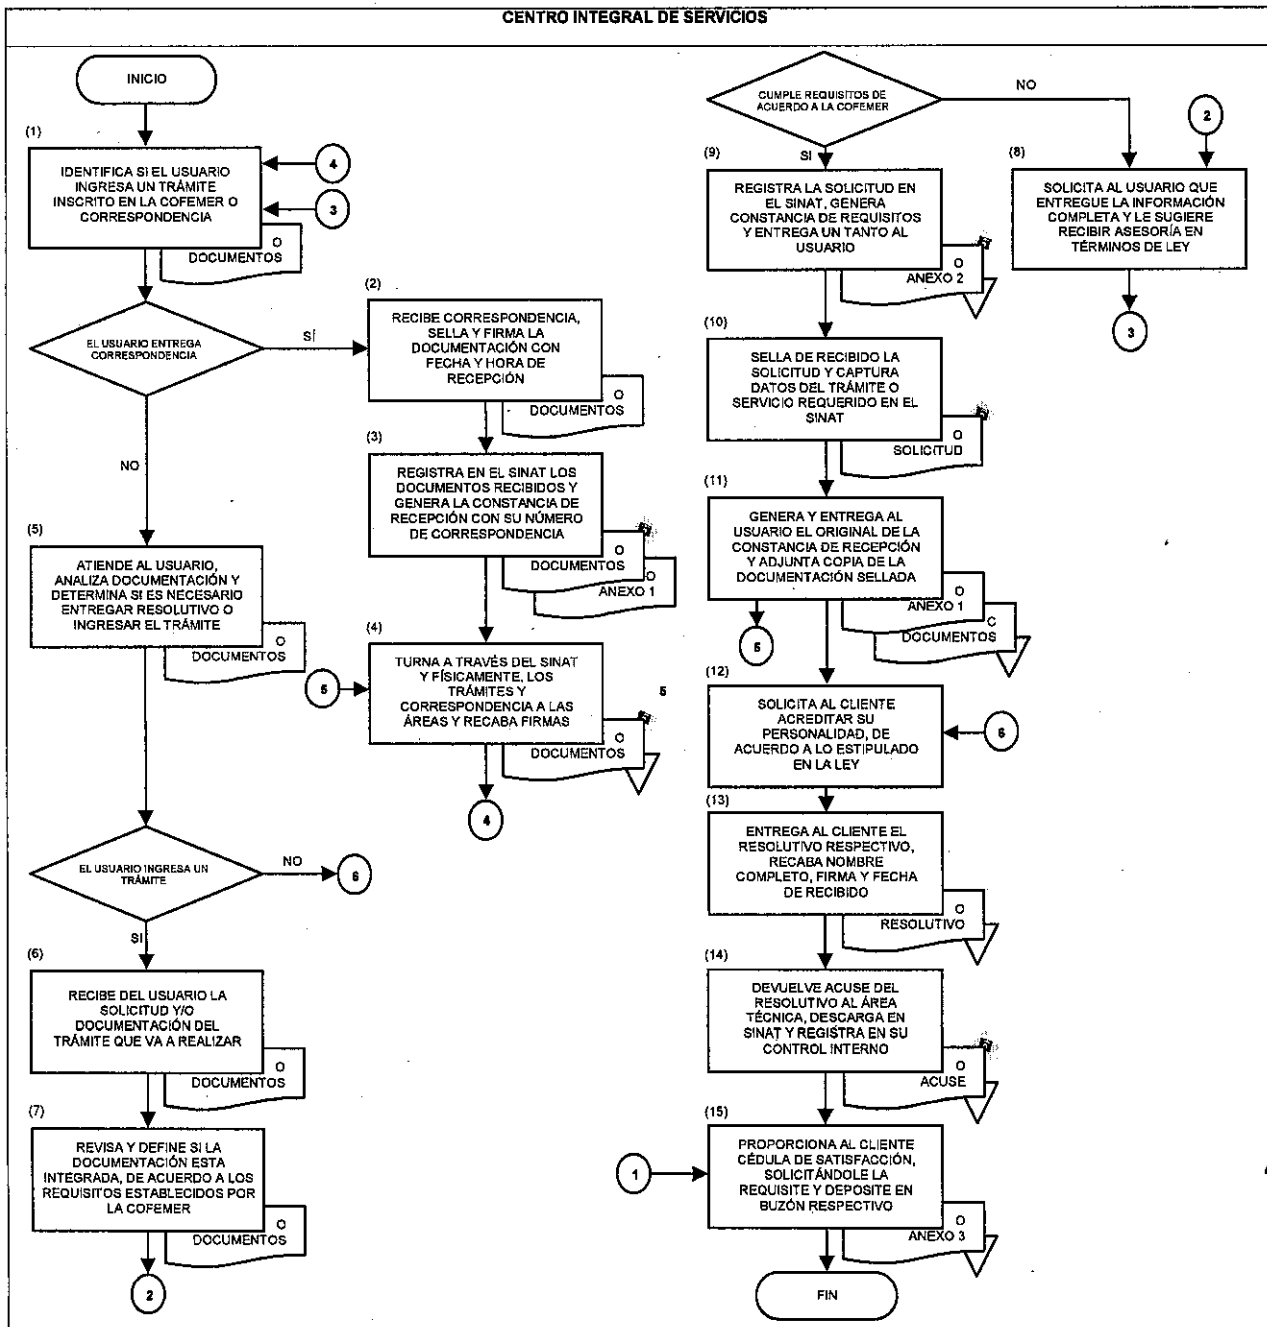 CENTRO INTEGRAL DE SERVICIOS
INICIO
(1)
IDENTIFICA SI EL USUARIO
INGRESA UN TRÁMITE
INSCRITO EN LA COFEMER O
CORRESPONDENCIA
4
3
O
DOCUMENTOS
EL USUARIO ENTREGA
CORRESPONDENCIA
SÍ
NO
(2)
RECIBE CORRESPONDENCIA,
SELLA Y FIRMA LA
DOCUMENTACIÓN CON
FECHA Y HORA DE
RECEPCIÓN
O
DOCUMENTOS
(3)
REGISTRA EN EL SINAT LOS
DOCUMENTOS RECIBIDOS Y
GENERA LA CONSTANCIA DE
RECEPCIÓN CON SU NÚMERO
DE CORRESPONDENCIA
O
DOCUMENTOS
O
ANEXO 1
(4)
TURNA A TRAVÉS DEL SINAT
Y FÍSICAMENTE, LOS
TRÁMITES Y
CORRESPONDENCIA A LAS
ÁREAS Y RECABA FIRMAS
5
5
O
DOCUMENTOS
4
(5)
ATIENDE AL USUARIO,
ANALIZA DOCUMENTACIÓN Y
DETERMINA SI ES NECESARIO
ENTREGAR RESOLUTIVO O
INGRESAR EL TRÁMITE
O
DOCUMENTOS
EL USUARIO INGRESA UN
TRÁMITE
NO
6
SI
(6)
RECIBE DEL USUARIO LA
SOLICITUD Y/O
DOCUMENTACIÓN DEL
TRÁMITE QUE VA A REALIZAR
O
DOCUMENTOS
(7)
REVISA Y DEFINE SI LA
DOCUMENTACIÓN ESTA
INTEGRADA, DE ACUERDO A LOS
REQUISITOS ESTABLECIDOS POR
LA COFEMER
O
DOCUMENTOS
2
CUMPLE REQUISITOS DE
ACUERDO A LA COFEMER
NO
SI
2
(8)
SOLICITA AL USUARIO QUE
ENTREGUE LA INFORMACIÓN
COMPLETA Y LE SUGIERE
RECIBIR ASESORÍA EN
TÉRMINOS DE LEY
3
(9)
REGISTRA LA SOLICITUD EN
EL SINAT, GENERA
CONSTANCIA DE REQUISITOS
Y ENTREGA UN TANTO AL
USUARIO
O
ANEXO 2
(10)
SELLA DE RECIBIDO LA
SOLICITUD Y CAPTURA
DATOS DEL TRÁMITE O
SERVICIO REQUERIDO EN EL
SINAT
O
SOLICITUD
(11)
GENERA Y ENTREGA AL
USUARIO EL ORIGINAL DE LA
CONSTANCIA DE RECEPCIÓN
Y ADJUNTA COPIA DE LA
DOCUMENTACIÓN SELLADA
O
ANEXO 1
C
DOCUMENTOS
5
(12)
SOLICITA AL CLIENTE
ACREDITAR SU
PERSONALIDAD, DE
ACUERDO A LO ESTIPULADO
EN LA LEY
6
(13)
ENTREGA AL CLIENTE EL
RESOLUTIVO RESPECTIVO,
RECABA NOMBRE
COMPLETO, FIRMA Y FECHA
DE RECIBIDO
O
RESOLUTIVO
(14)
DEVUELVE ACUSE DEL
RESOLUTIVO AL ÁREA
TÉCNICA, DESCARGA EN
SINAT Y REGISTRA EN SU
CONTROL INTERNO
O
ACUSE
(15)
PROPORCIONA AL CLIENTE
CÉDULA DE SATISFACCIÓN,
SOLICITÁNDOLE LA
REQUISITE Y DEPOSITE EN
BUZÓN RESPECTIVO
1
O
ANEXO 3
FIN